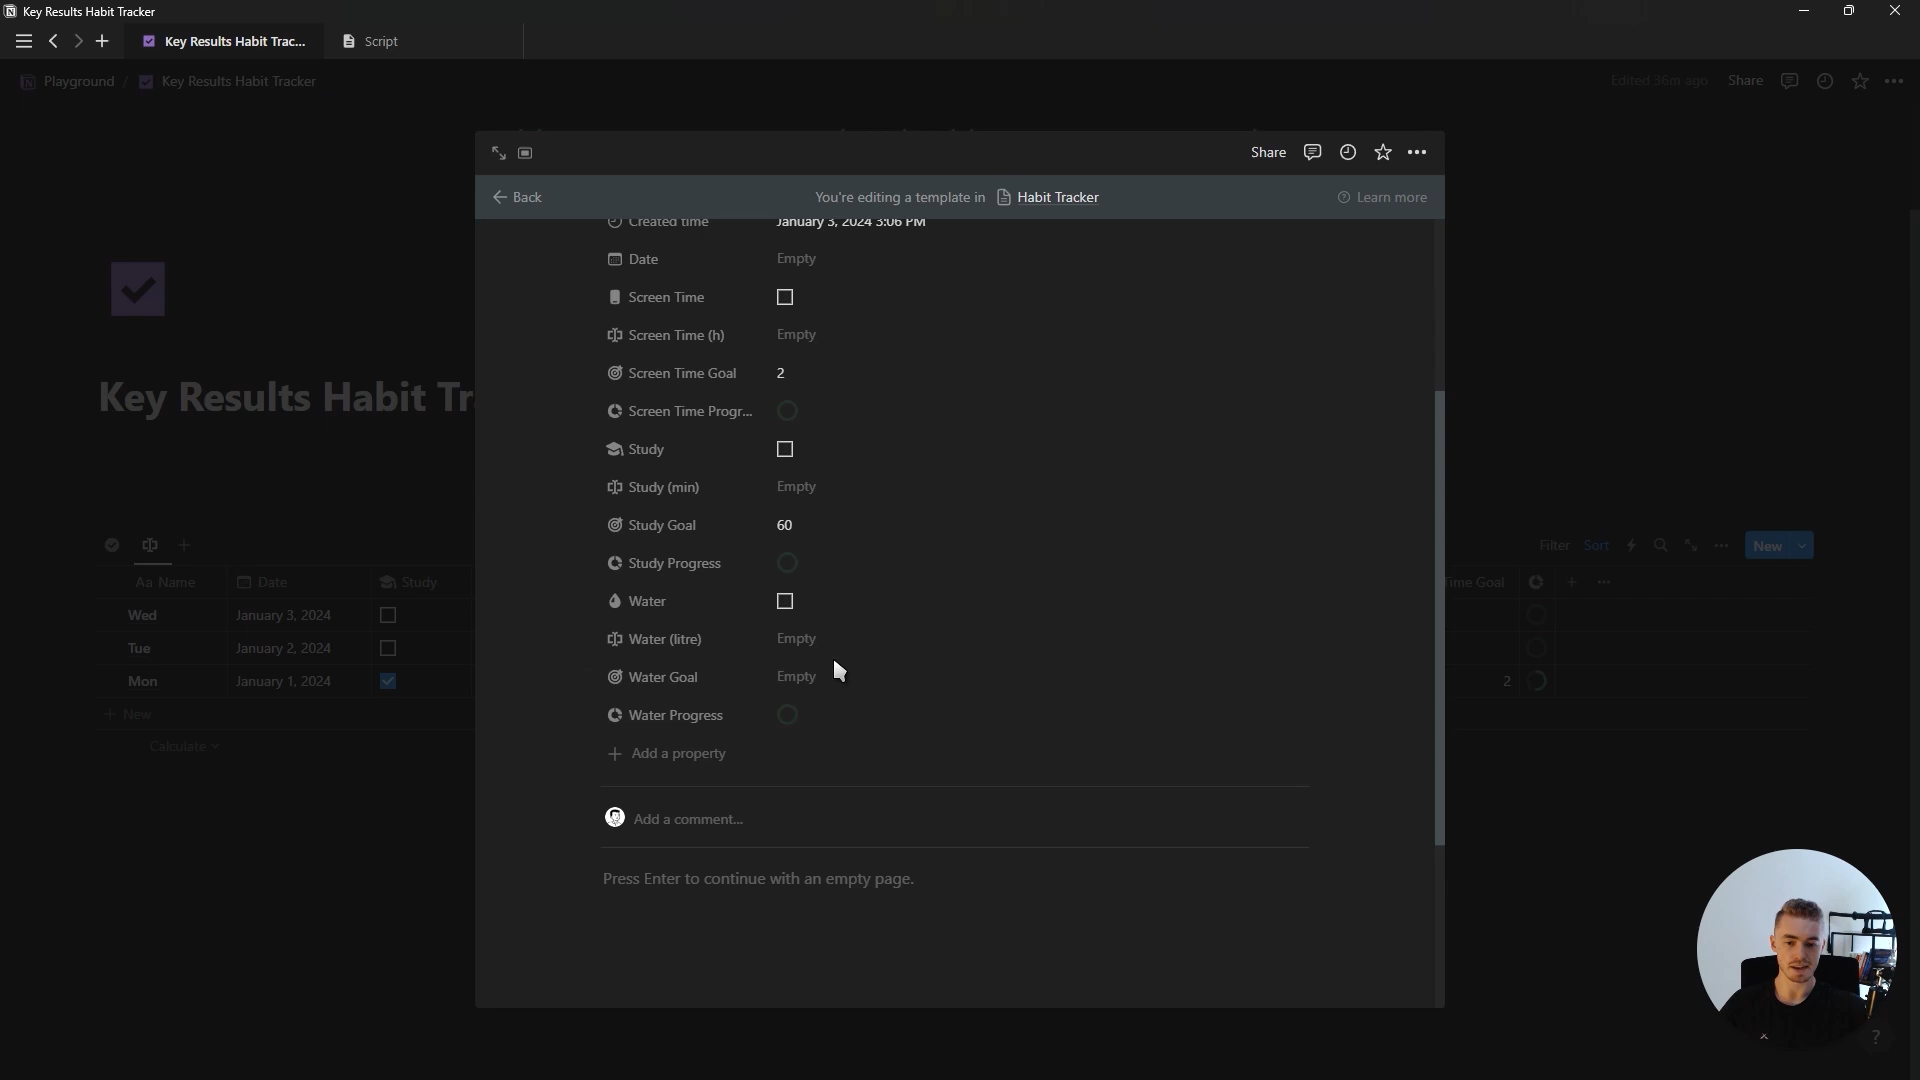 Key Results Habit Tracker
Key Results Habit Trac...
Script
Playground / Key Results Habit Tracker
Edited 36m ago
Share
Share
Back
You're editing a template in Habit Tracker
Learn more
Created time January 3, 2024 3:06 PM
Date Empty
Screen Time
Screen Time (h) Empty
Screen Time Goal 2
Screen Time Progr...
Study
Study (min) Empty
Study Goal 60
Study Progress
Water
Water (litre) Empty
Water Goal Empty
Water Progress
+ Add a property
Add a comment...
Press Enter to continue with an empty page.
Key Results Habit Tr
Filter Sort New
Aa Name Date Study
Time Goal
Wed January 3, 2024
Tue January 2, 2024
Mon January 1, 2024
2
+ New
Calculate
?